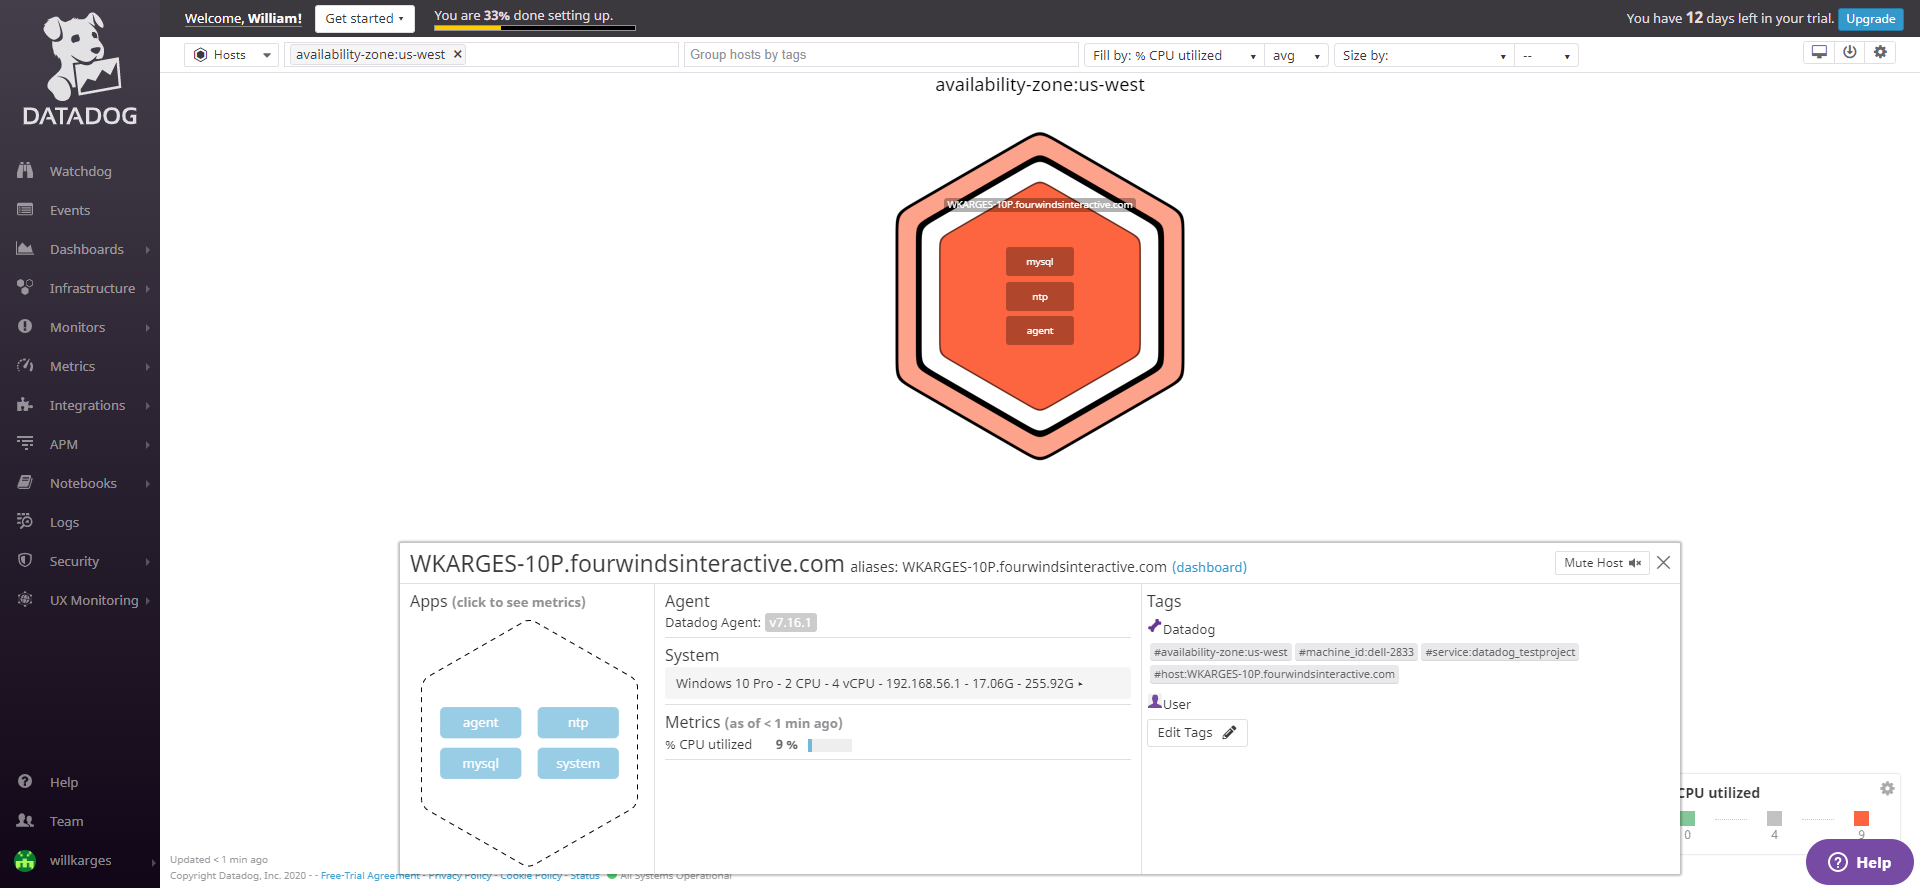 Welcome, William!
Get started
You are 33% done setting up.
You have 12 days left in your trial.
Upgrade
DATADOG
Hosts
availability-zone:us-west ×
Group hosts by tags
Fill by: % CPU utilized
avg
Size by:
--
availability-zone:us-west
Watchdog
Events
Dashboards
Infrastructure
Monitors
Metrics
Integrations
APM
Notebooks
Logs
Security
UX Monitoring
Help
Team
willkarges
WKARGES-10P.fourwindsinteractive.com
mysql
ntp
agent
WKARGES-10P.fourwindsinteractive.com aliases: WKARGES-10P.fourwindsinteractive.com (dashboard)
Mute Host
Apps (click to see metrics)
agent
ntp
mysql
system
Agent
Datadog Agent: v7.16.1
System
Windows 10 Pro - 2 CPU - 4 vCPU - 192.168.56.1 - 17.06G - 255.92G
Metrics (as of < 1 min ago)
% CPU utilized 9 %
Tags
Datadog
#availability-zone:us-west #machine_id:dell-2833 #service:datadog_testproject
#host:WKARGES-10P.fourwindsinteractive.com
User
Edit Tags
CPU utilized
0 4 9
Help
Updated < 1 min ago
Copyright Datadog, Inc. 2020 - - Free-Trial Agreement - Privacy Policy - Cookie Policy - Status All Systems Operational